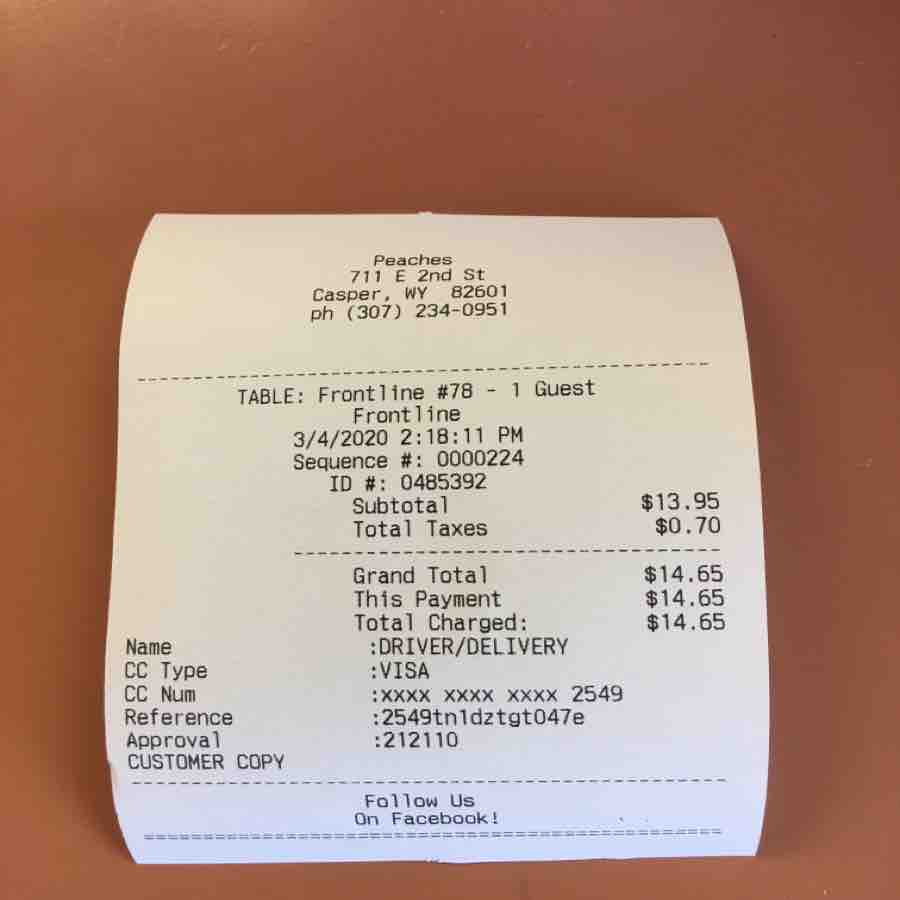 Peaches
711 E 2nd St
Casper, WY 82601
ph (307) 234-0951
TABLE: Frontline #78 - 1 Guest
Frontline
3/4/2020 2:18:11 PM
Sequence #: 0000224
ID #: 0485392
Subtotal $13.95
Total Taxes $0.70
Grand Total $14.65
This Payment $14.65
Total Charged: $14.65
Name :DRIVER/DELIVERY
CC Type :VISA
CC Num :xxxx xxxx xxxx 2549
Reference :2549tn1dztgt047e
Approval :212110
CUSTOMER COPY
Follow Us
On Facebook!